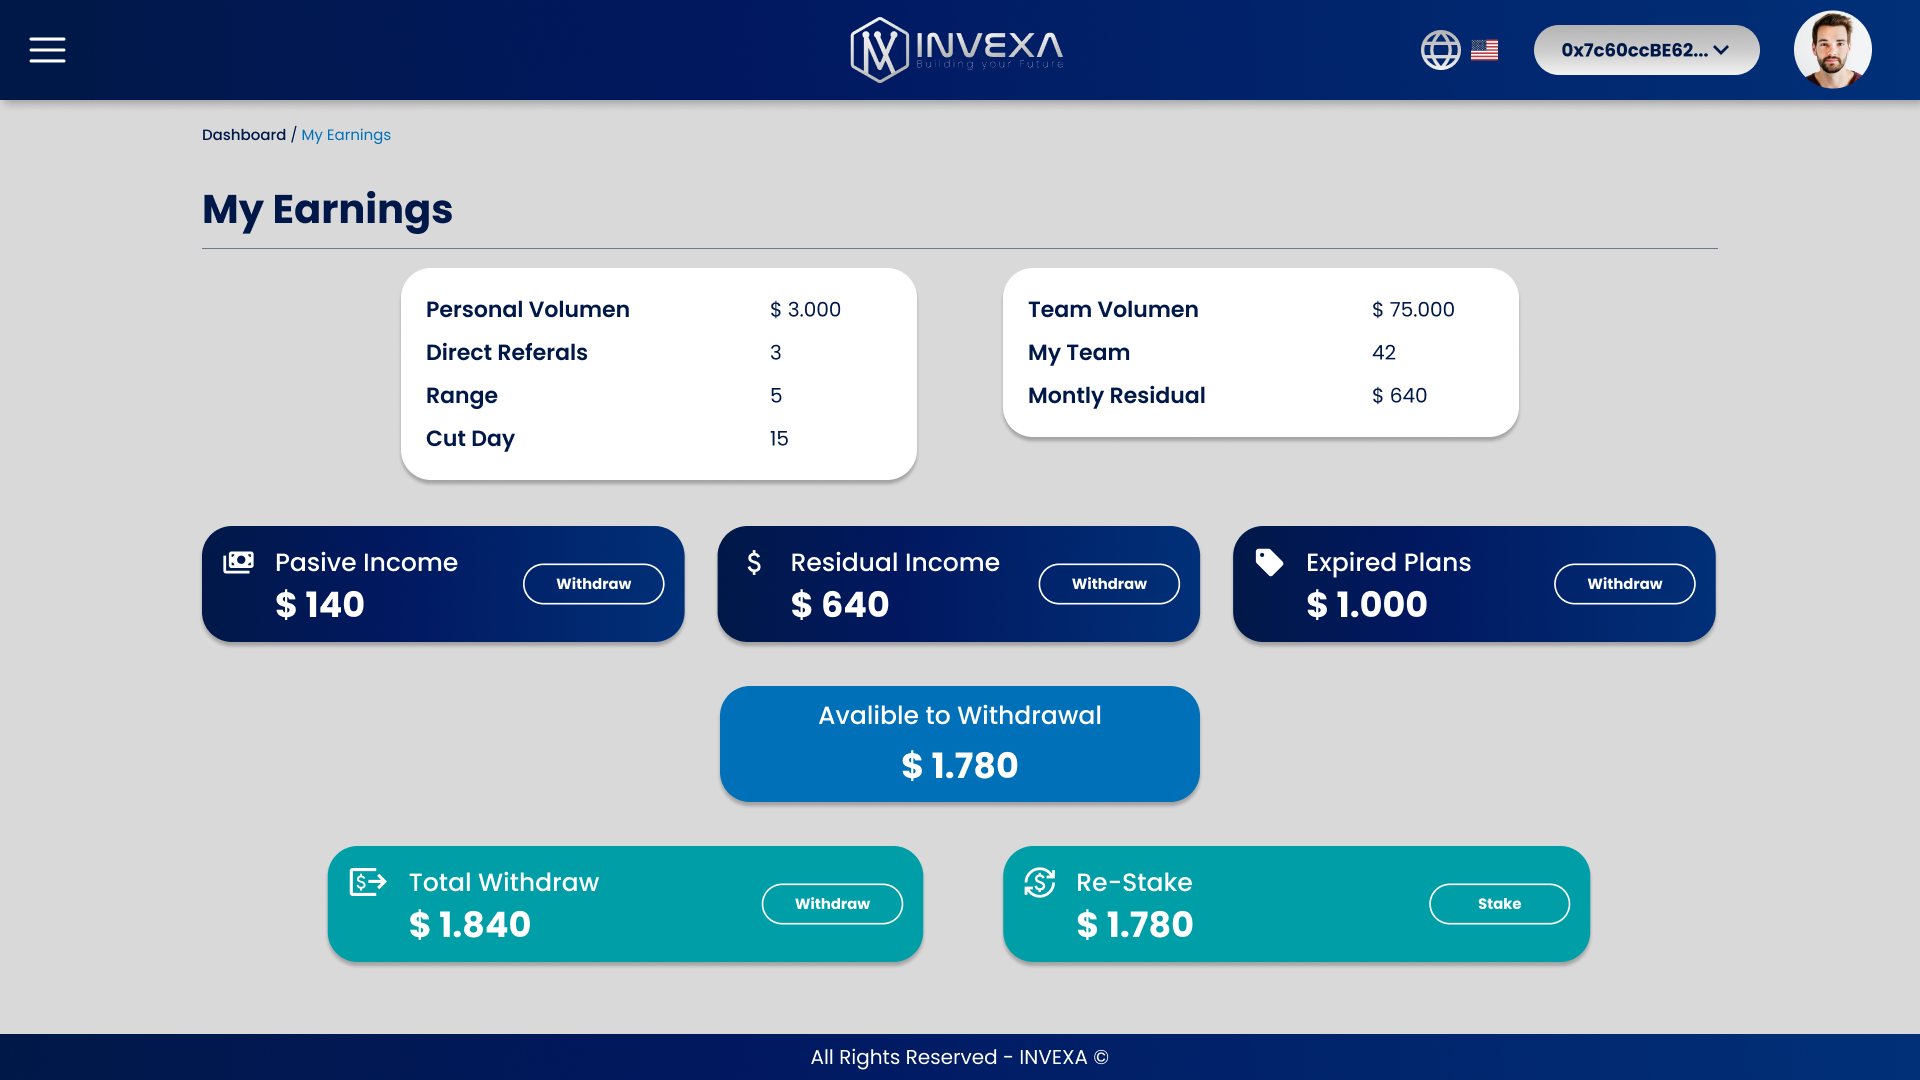 INVEXA
Building your Future
0x7c60ccBE62...
Dashboard / My Earnings
My Earnings
Personal Volumen $ 3.000
Direct Referals 3
Range 5
Cut Day 15
Team Volumen $ 75.000
My Team 42
Montly Residual $ 640
Pasive Income
$ 140
Withdraw
Residual Income
$ 640
Withdraw
Expired Plans
$ 1.000
Withdraw
Avalible to Withdrawal
$ 1.780
Total Withdraw
$ 1.840
Withdraw
Re-Stake
$ 1.780
Stake
All Rights Reserved - INVEXA ©